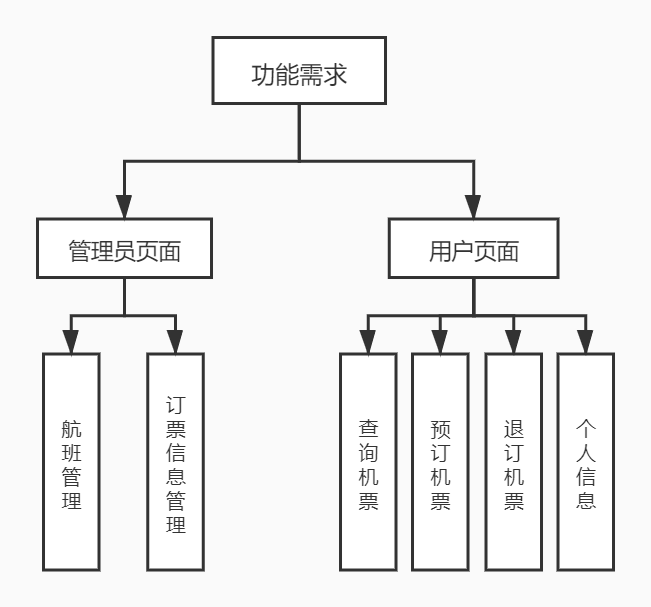 功能需求
管理员页面
用户页面
航班管理
订票信息管理
查询机票
预订机票
退订机票
个人信息